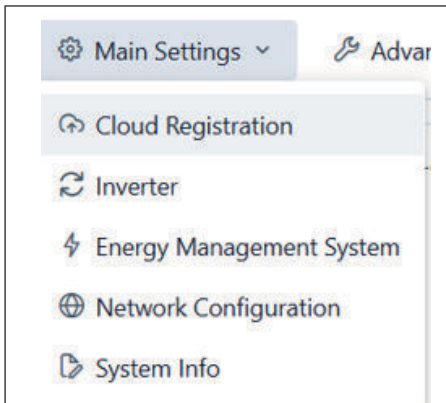 Main Settings
Cloud Registration
Inverter
Energy Management System
Network Configuration
System Info